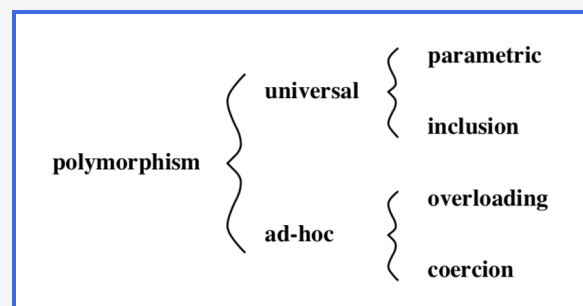 parametric
universal
inclusion
polymorphism
overloading
ad-hoc
coercion